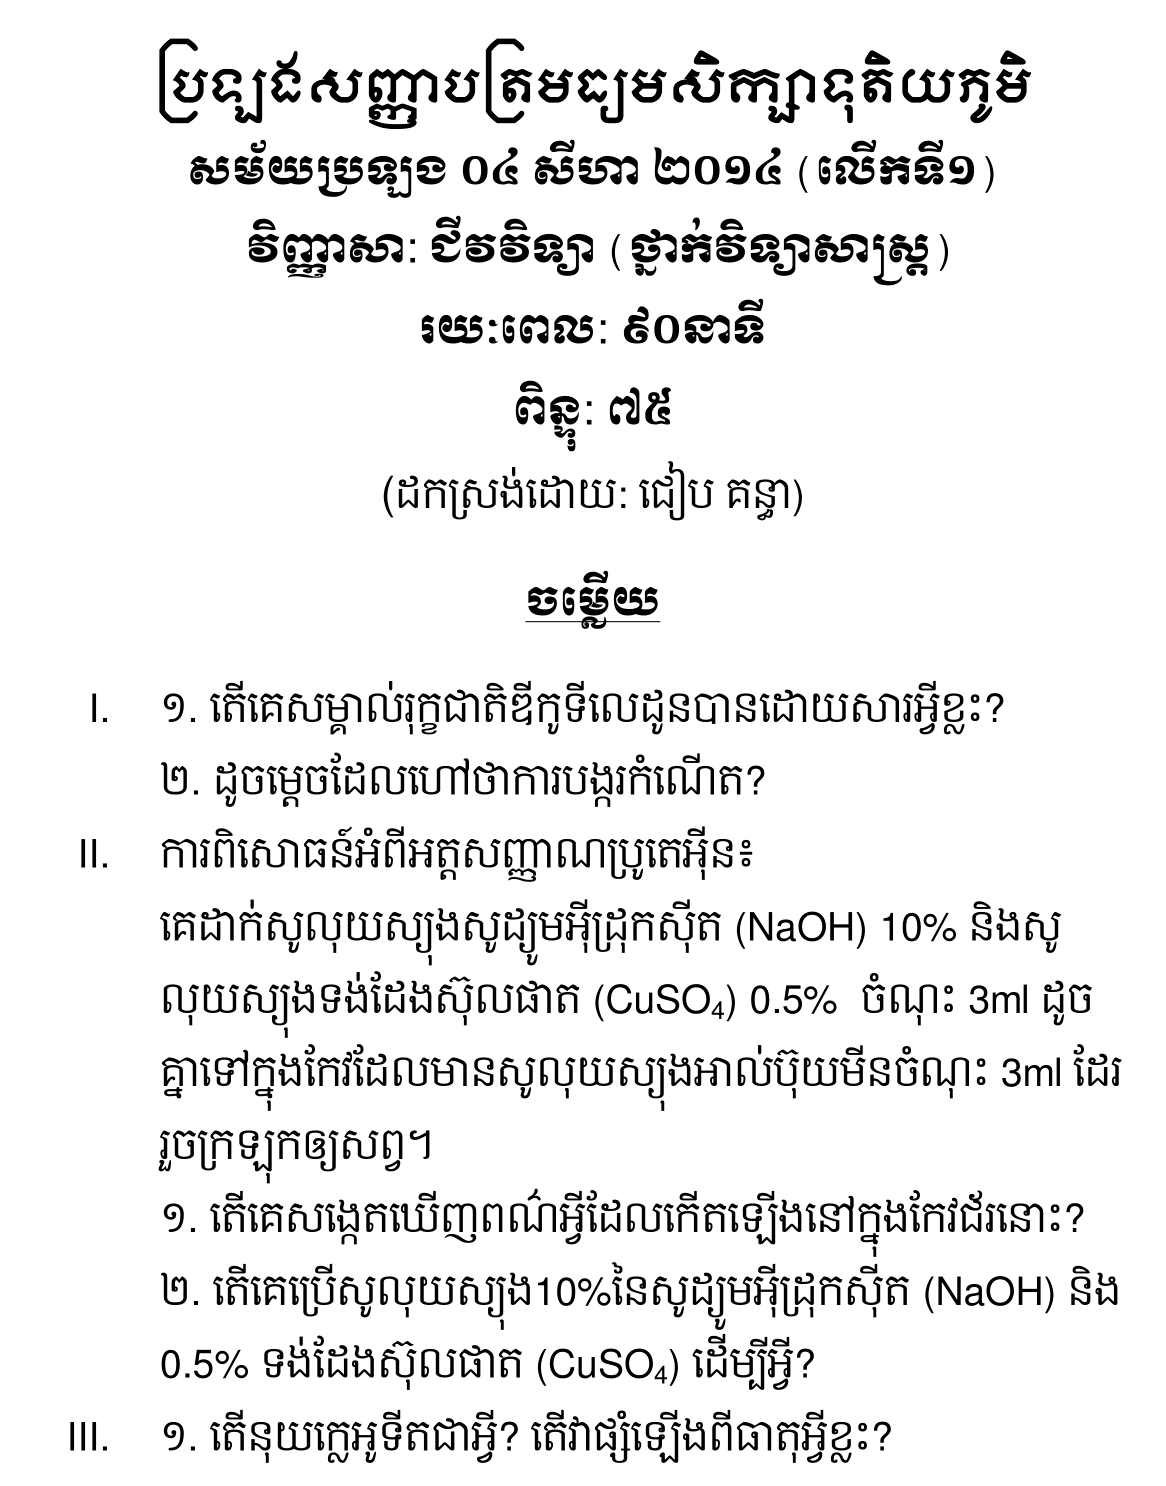 ប្រឡងសញ្ញាបត្រមធ្យមសិក្សាទុតិយភូមិ
សម័យប្រឡង ០៤ សីហា ២០១៤ (លើកទី១)
វិញ្ញាសា: ជីវវិទ្យា (ថ្នាក់វិទ្យាសាស្រ្ត)
រយៈពេល: ៩០នាទី
ពិន្ទុ: ៧៥
(ដកស្រង់ដោយ: ជៀប គន្ធា)
ចម្លើយ
I. ១. តើគេសម្គាល់រុក្ខជាតិឌីកូទីលេដូនបានដោយសារអ្វីខ្លះ?
២. ដូចម្ដេចដែលហៅថាការបង្ករកំណើត?
II. ការពិសោធន៍អំពីអត្តសញ្ញាណប្រូតេអ៊ីន៖
គេដាក់សូលុយស្យុងសូដ្យូមអ៊ីដ្រុកស៊ីត (NaOH) 10% និងសូ
លុយស្យុងទង់ដែងស៊ុលផាត (CuSO₄) 0.5% ចំណុះ 3ml ដូច
គ្នាទៅក្នុងកែវដែលមានសូលុយស្យុងអាល់ប៊ុយមីនចំណុះ 3ml ដែរ
រួចក្រឡុកឲ្យសព្វ។
១. តើគេសង្កេតឃើញពណ៌អ្វីដែលកើតឡើងនៅក្នុងកែវជ័រនោះ?
២. តើគេប្រើសូលុយស្យុង10%នៃសូដ្យូមអ៊ីដ្រុកស៊ីត (NaOH) និង
0.5% ទង់ដែងស៊ុលផាត (CuSO₄) ដើម្បីអ្វី?
III. ១. តើនុយក្លេអូទីតជាអ្វី? តើវាផ្សំឡើងពីធាតុអ្វីខ្លះ?